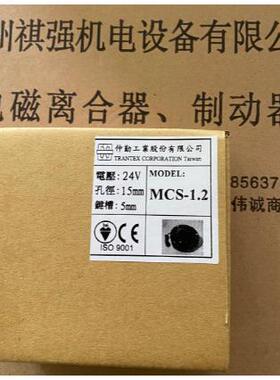 州祺强机电设备有限公
电磁离合器、制动器
仲勤工業股份有限公司
TRANTEX CORPORATION Taiwan
電壓:24V
孔徑:15mm
鍵槽:5mm
MODEL:
MCS-1.2
ISO 9001
85637
伟诚商